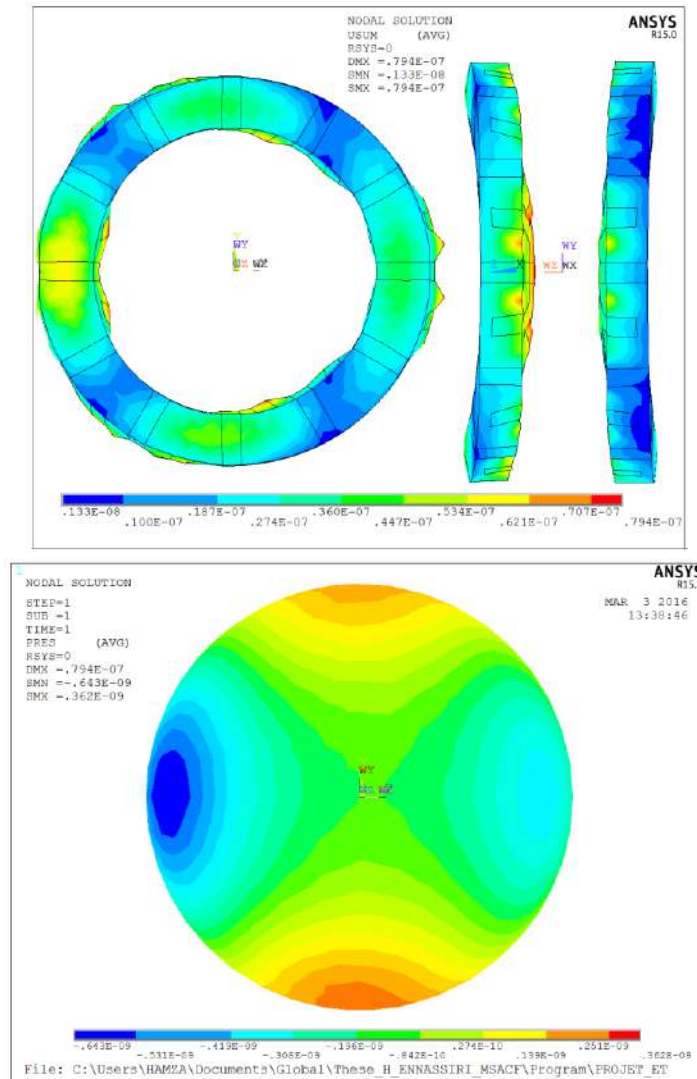 NODAL SOLUTION
USUM (AVG)
RSYS=0
DMX =.794E-07
SMN =.133E-08
SMX =.794E-07
ANSYS
R15.0
WY
WX
WY
WX
.133E-08 .187E-07 .360E-07 .534E-07 .707E-07
.100E-07 .274E-07 .447E-07 .621E-07 .794E-07
1
NODAL SOLUTION
STEP=1
SUB =1
TIME=1
PRES (AVG)
RSYS=0
DMX =.794E-07
SMN =-.643E-09
SMX =.362E-09
ANSYS
R15.
MAR 3 2016
13:38:46
WY
-.643E-09 -.419E-09 -.196E-09 .274E-10 .251E-09
-.531E-09 -.308E-09 -.842E-10 .139E-09 .362E-09
File: C:\Users\HAMZA\Documents\Global\These_H_ENNASSIRI_MSACF\Program\PROJET_ET